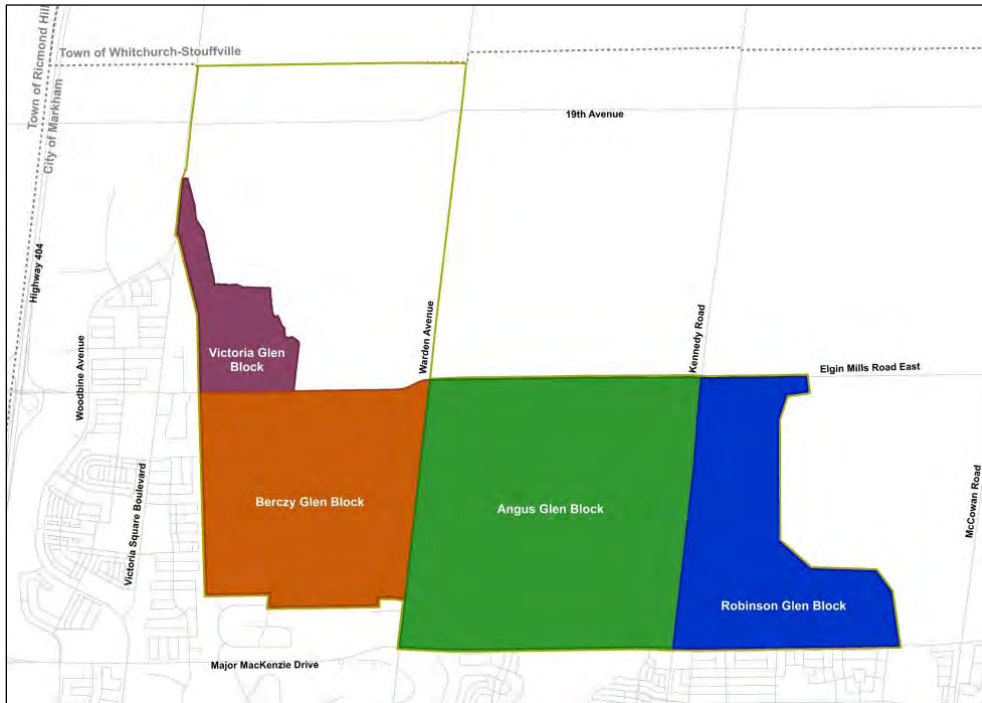 Town of Ricmond Hill
City of Markham
Town of Whitchurch-Stouffville
19th Avenue
Highway 404
Woodbine Avenue
Victoria Square Boulevard
Warden Avenue
Kennedy Road
Elgin Mills Road East
McCowan Road
Victoria Glen
Block
Berczy Glen Block
Angus Glen Block
Robinson Glen Block
Major MacKenzie Drive